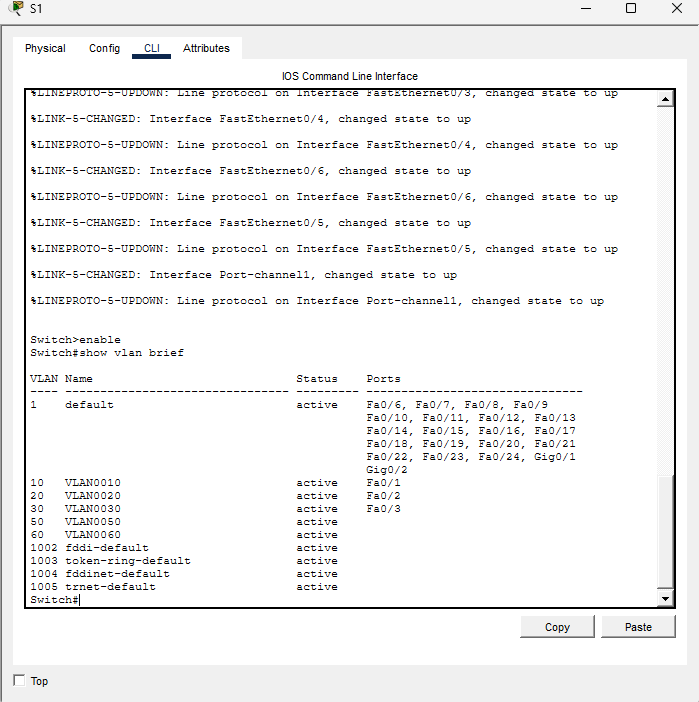 S1
Physical Config CLI Attributes
IOS Command Line Interface
%LINEPROTO-5-UPDOWN: Line protocol on Interface FastEthernet0/3, changed state to up
%LINK-5-CHANGED: Interface FastEthernet0/4, changed state to up
%LINEPROTO-5-UPDOWN: Line protocol on Interface FastEthernet0/4, changed state to up
%LINK-5-CHANGED: Interface FastEthernet0/6, changed state to up
%LINEPROTO-5-UPDOWN: Line protocol on Interface FastEthernet0/6, changed state to up
%LINK-5-CHANGED: Interface FastEthernet0/5, changed state to up
%LINEPROTO-5-UPDOWN: Line protocol on Interface FastEthernet0/5, changed state to up
%LINK-5-CHANGED: Interface Port-channel1, changed state to up
%LINEPROTO-5-UPDOWN: Line protocol on Interface Port-channel1, changed state to up
Switch>enable
Switch#show vlan brief
VLAN Name                             Status    Ports
---- -------------------------------- --------- -------------------------------
1    default                          active    Fa0/6, Fa0/7, Fa0/8, Fa0/9
                                                Fa0/10, Fa0/11, Fa0/12, Fa0/13
                                                Fa0/14, Fa0/15, Fa0/16, Fa0/17
                                                Fa0/18, Fa0/19, Fa0/20, Fa0/21
                                                Fa0/22, Fa0/23, Fa0/24, Gig0/1
                                                Gig0/2
10   VLAN0010                         active    Fa0/1
20   VLAN0020                         active    Fa0/2
30   VLAN0030                         active    Fa0/3
50   VLAN0050                         active
60   VLAN0060                         active
1002 fddi-default                     active
1003 token-ring-default               active
1004 fddinet-default                  active
1005 trnet-default                    active
Switch#
Copy Paste
Top